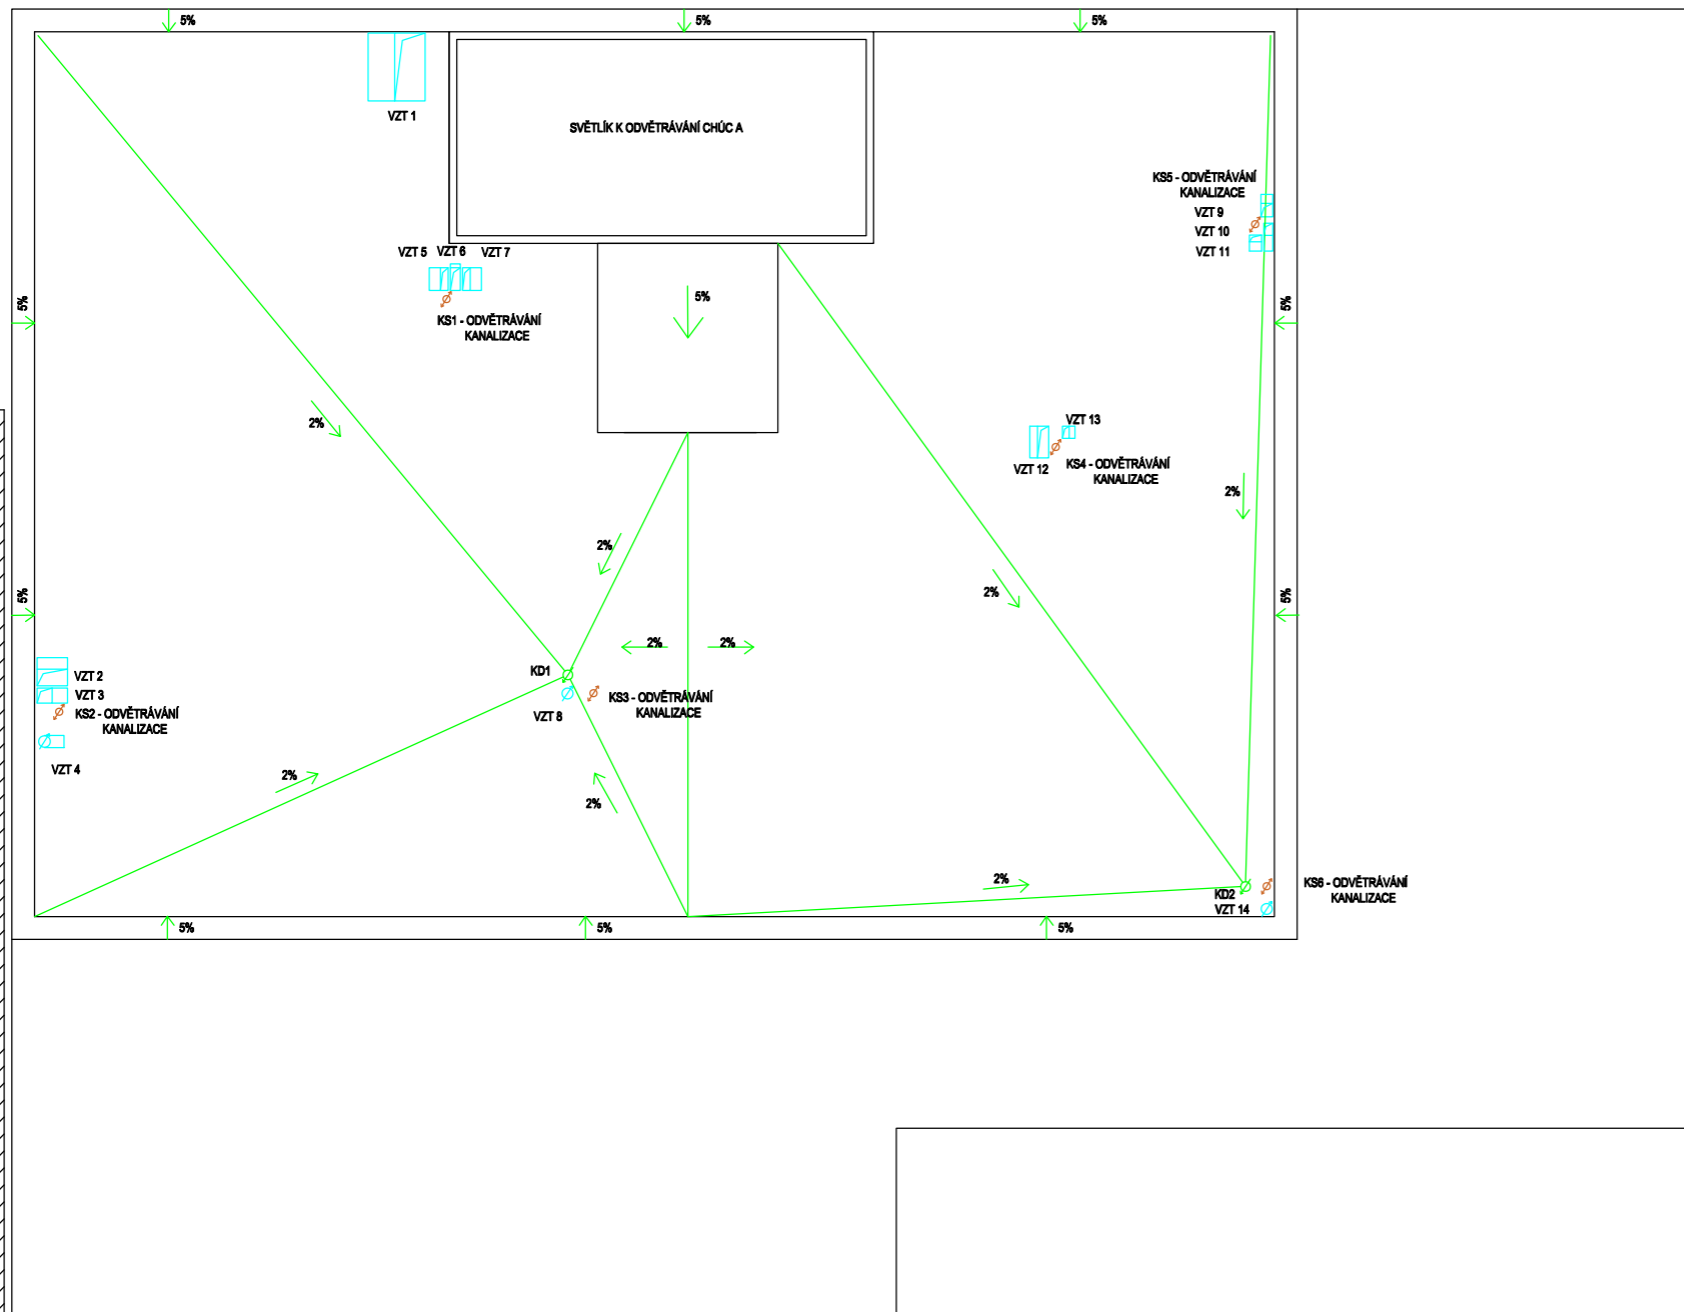 5%
5%
5%
VZT 1
SVĚTLÍK K ODVĚTRÁVÁNÍ CHÚC A
KS5 - ODVĚTRÁVÁNÍ
KANALIZACE
VZT 9
VZT 10
VZT 11
VZT 5
VZT 6
VZT 7
KS1 - ODVĚTRÁVÁNÍ
KANALIZACE
5%
5%
5%
2%
VZT 13
VZT 12
KS4 - ODVĚTRÁVÁNÍ
KANALIZACE
2%
2%
2%
5%
5%
2%
2%
KD1
VZT 2
VZT 3
KS2 - ODVĚTRÁVÁNÍ
KANALIZACE
VZT 4
VZT 8
KS3 - ODVĚTRÁVÁNÍ
KANALIZACE
2%
2%
2%
KD2
VZT 14
KS6 - ODVĚTRÁVÁNÍ
KANALIZACE
5%
5%
5%